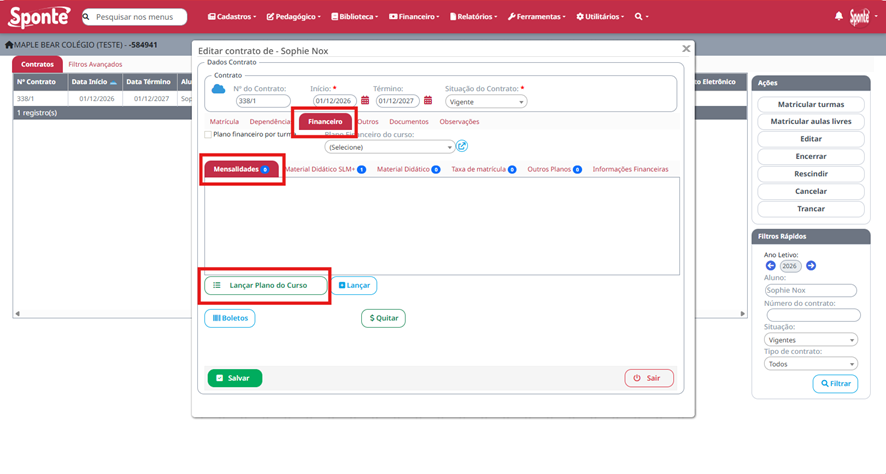 Sponte
Pesquisar nos menus
Cadastros
Pedagógico
Biblioteca
Financeiro
Relatórios
Ferramentas
Utilitários
Sponte
MAPLE BEAR COLÉGIO (TESTE) - -584941
Contratos
Filtros Avançados
Nº Contrato
Data Início
Data Término
338/1
01/12/2026
01/12/2027
1 registro(s)
Editar contrato de - Sophie Nox
Dados Contrato
Contrato
Nº do Contrato:
Início: *
Término:
Situação do Contrato: *
338/1
01/12/2026
01/12/2027
Vigente
Matrícula
Dependência
Financeiro
Outros
Documentos
Observações
Plano financeiro por turma
Plano Financeiro do curso:
(Selecione)
Mensalidades 0
Material Didático SLM+ 1
Material Didático 0
Taxa de matrícula 0
Outros Planos 0
Informações Financeiras
Lançar Plano do Curso
Lançar
Boletos
$ Quitar
Salvar
Sair
Eletrônico
Ações
Matricular turmas
Matricular aulas livres
Editar
Encerrar
Rescindir
Cancelar
Trancar
Filtros Rápidos
Ano Letivo:
2026
Aluno:
Sophie Nox
Número do contrato:
Situação:
Vigentes
Tipo de contrato:
Todos
Filtrar